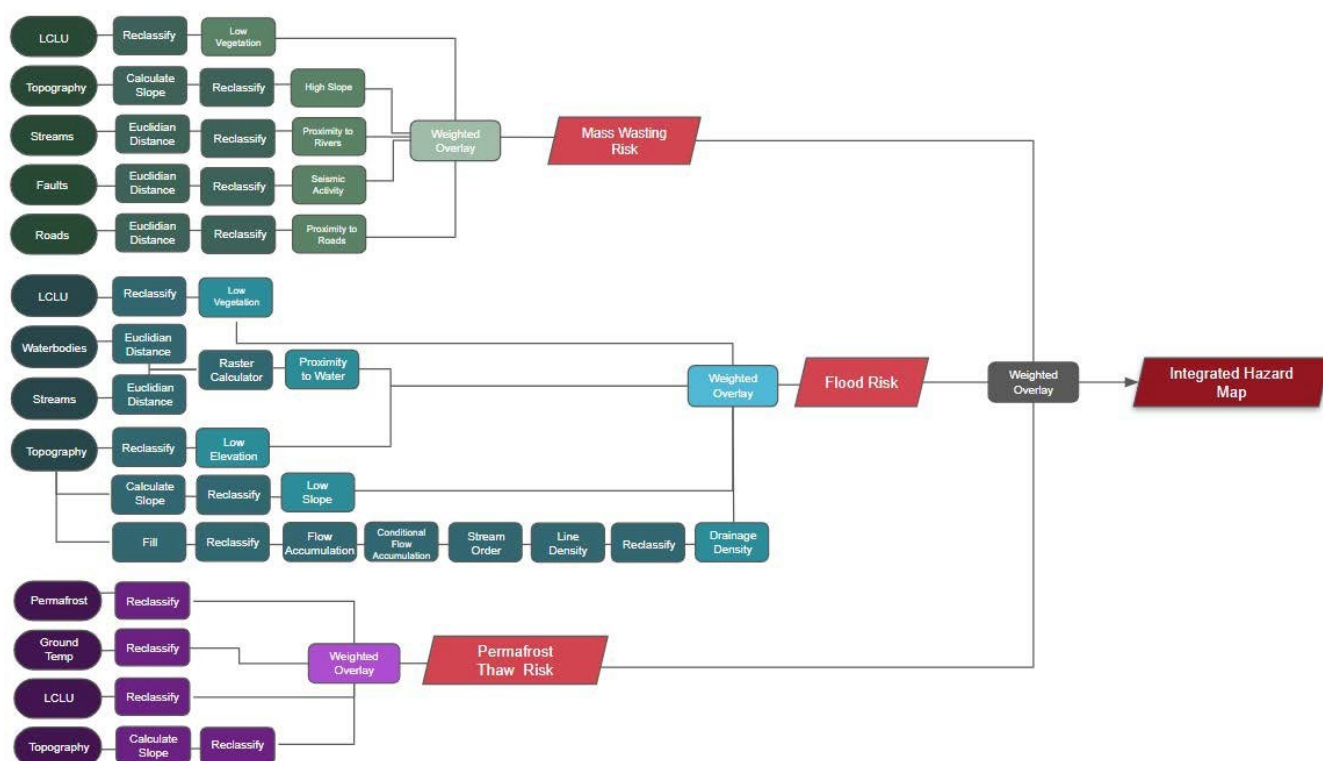 LCLU
Reclassify
Low
Vegetation
Topography
Calculate
Slope
Reclassify
High Slope
Streams
Euclidian
Distance
Reclassify
Proximity to
Rivers
Weighted
Overlay
Mass Wasting
Risk
Faults
Euclidian
Distance
Reclassify
Seismic
Activity
Roads
Euclidian
Distance
Reclassify
Proximity to
Roads
LCLU
Reclassify
Low
Vegetation
Waterbodies
Euclidian
Distance
Raster
Calculator
Proximity
to Water
Streams
Euclidian
Distance
Weighted
Overlay
Flood Risk
Weighted
Overlay
Integrated Hazard
Map
Topography
Reclassify
Low
Elevation
Calculate
Slope
Reclassify
Low
Slope
Fill
Reclassify
Flow
Accumulation
Conditional
Flow
Accumulation
Stream
Order
Line
Density
Reclassify
Drainage
Density
Permafrost
Reclassify
Ground
Temp
Reclassify
Weighted
Overlay
Permafrost
Thaw Risk
LCLU
Reclassify
Topography
Calculate
Slope
Reclassify